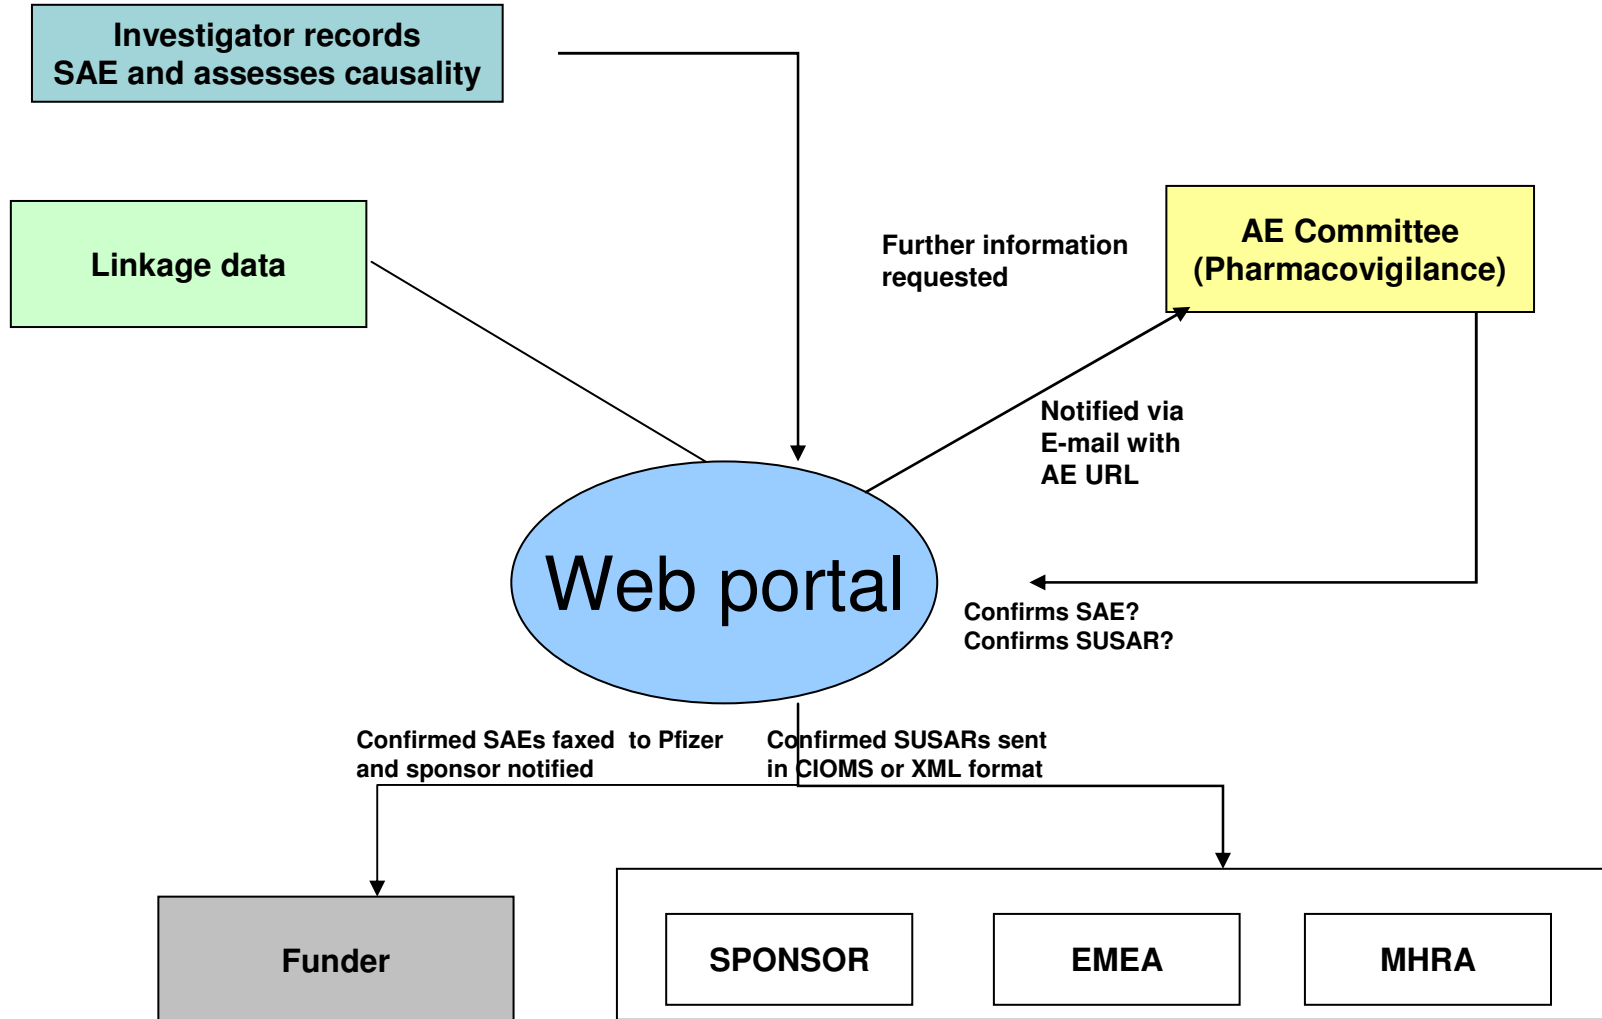 Investigator records
SAE and assesses causality
Linkage data
Further information
requested
AE Committee
(Pharmacovigilance)
Notified via
E-mail with
AE URL
Web portal
Confirms SAE?
Confirms SUSAR?
Confirmed SAEs faxed  to Pfizer
and sponsor notified
Confirmed SUSARs sent
in CIOMS or XML format
Funder
SPONSOR
EMEA
MHRA